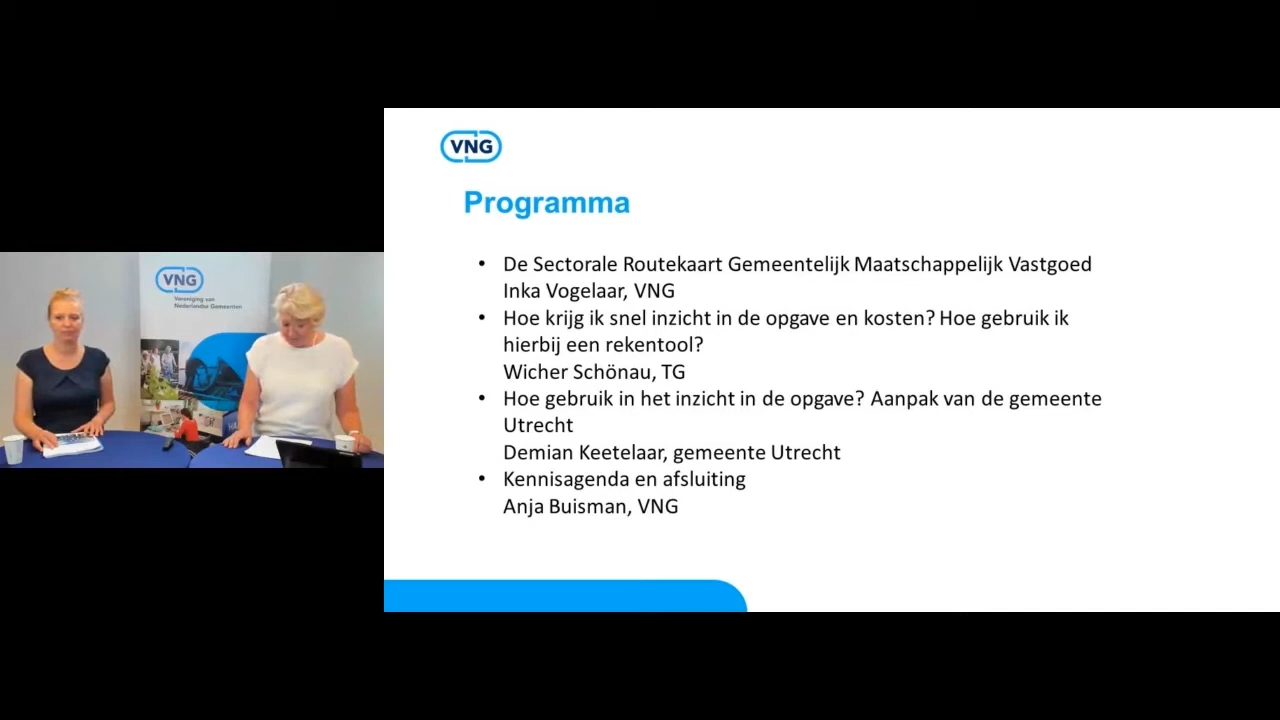 VNG
Programma
• De Sectorale Routekaart Gemeentelijk Maatschappelijk Vastgoed
Inka Vogelaar, VNG
• Hoe krijg ik snel inzicht in de opgave en kosten? Hoe gebruik ik
hierbij een rekentool?
Wicher Schönau, TG
• Hoe gebruik in het inzicht in de opgave? Aanpak van de gemeente
Utrecht
Demian Keetelaar, gemeente Utrecht
• Kennisagenda en afsluiting
Anja Buisman, VNG
VNG
Vereniging van
Nederlandse Gemeenten